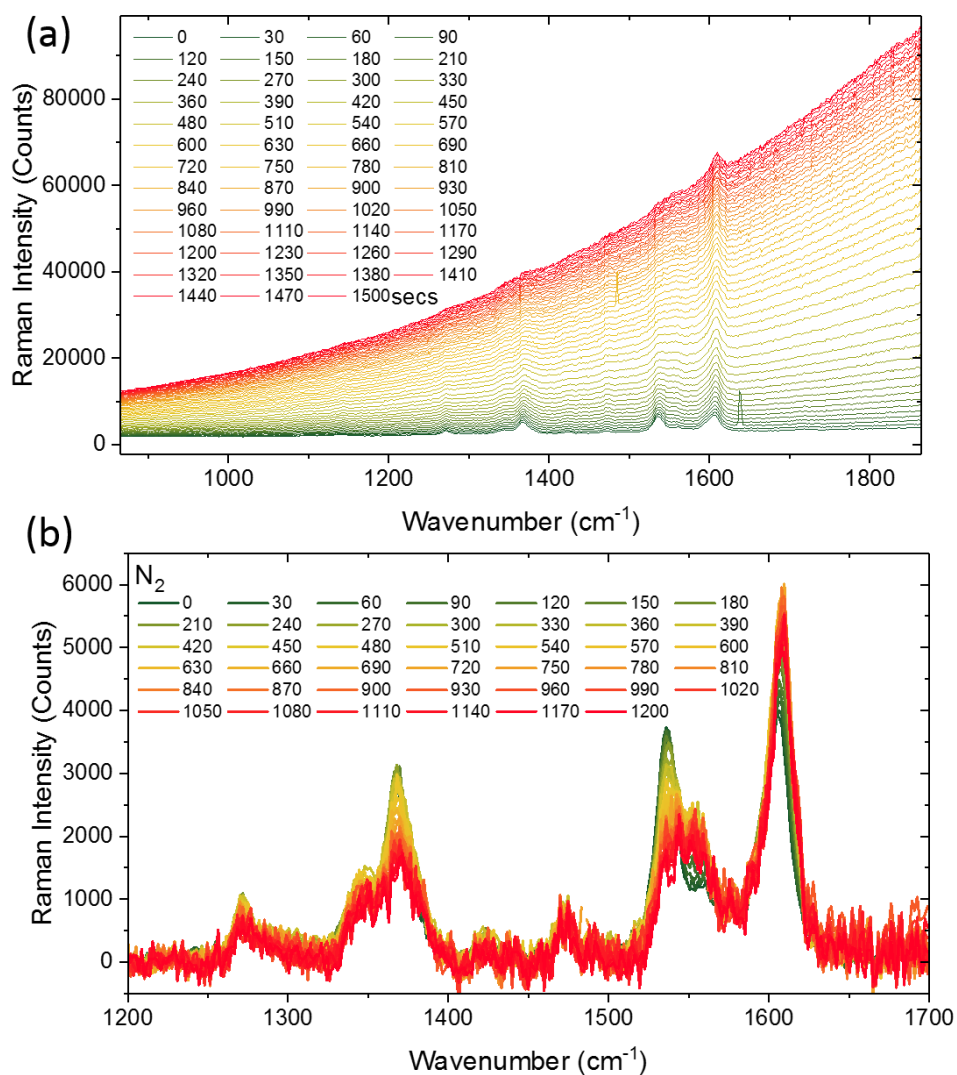 (a)
0 30 60 90
120 150 180 210
240 270 300 330
360 390 420 450
480 510 540 570
600 630 660 690
720 750 780 810
840 870 900 930
960 990 1020 1050
1080 1110 1140 1170
1200 1230 1260 1290
1320 1350 1380 1410
1440 1470 1500 secs
Raman Intensity (Counts)
80000
60000
40000
20000
0
1000 1200 1400 1600 1800
Wavenumber (cm⁻¹)
(b)
N₂
0 30 60 90 120 150 180
210 240 270 300 330 360 390
420 450 480 510 540 570 600
630 660 690 720 750 780 810
840 870 900 930 960 990 1020
1050 1080 1110 1140 1170 1200
Raman Intensity (Counts)
6000
5000
4000
3000
2000
1000
0
1200 1300 1400 1500 1600 1700
Wavenumber (cm⁻¹)